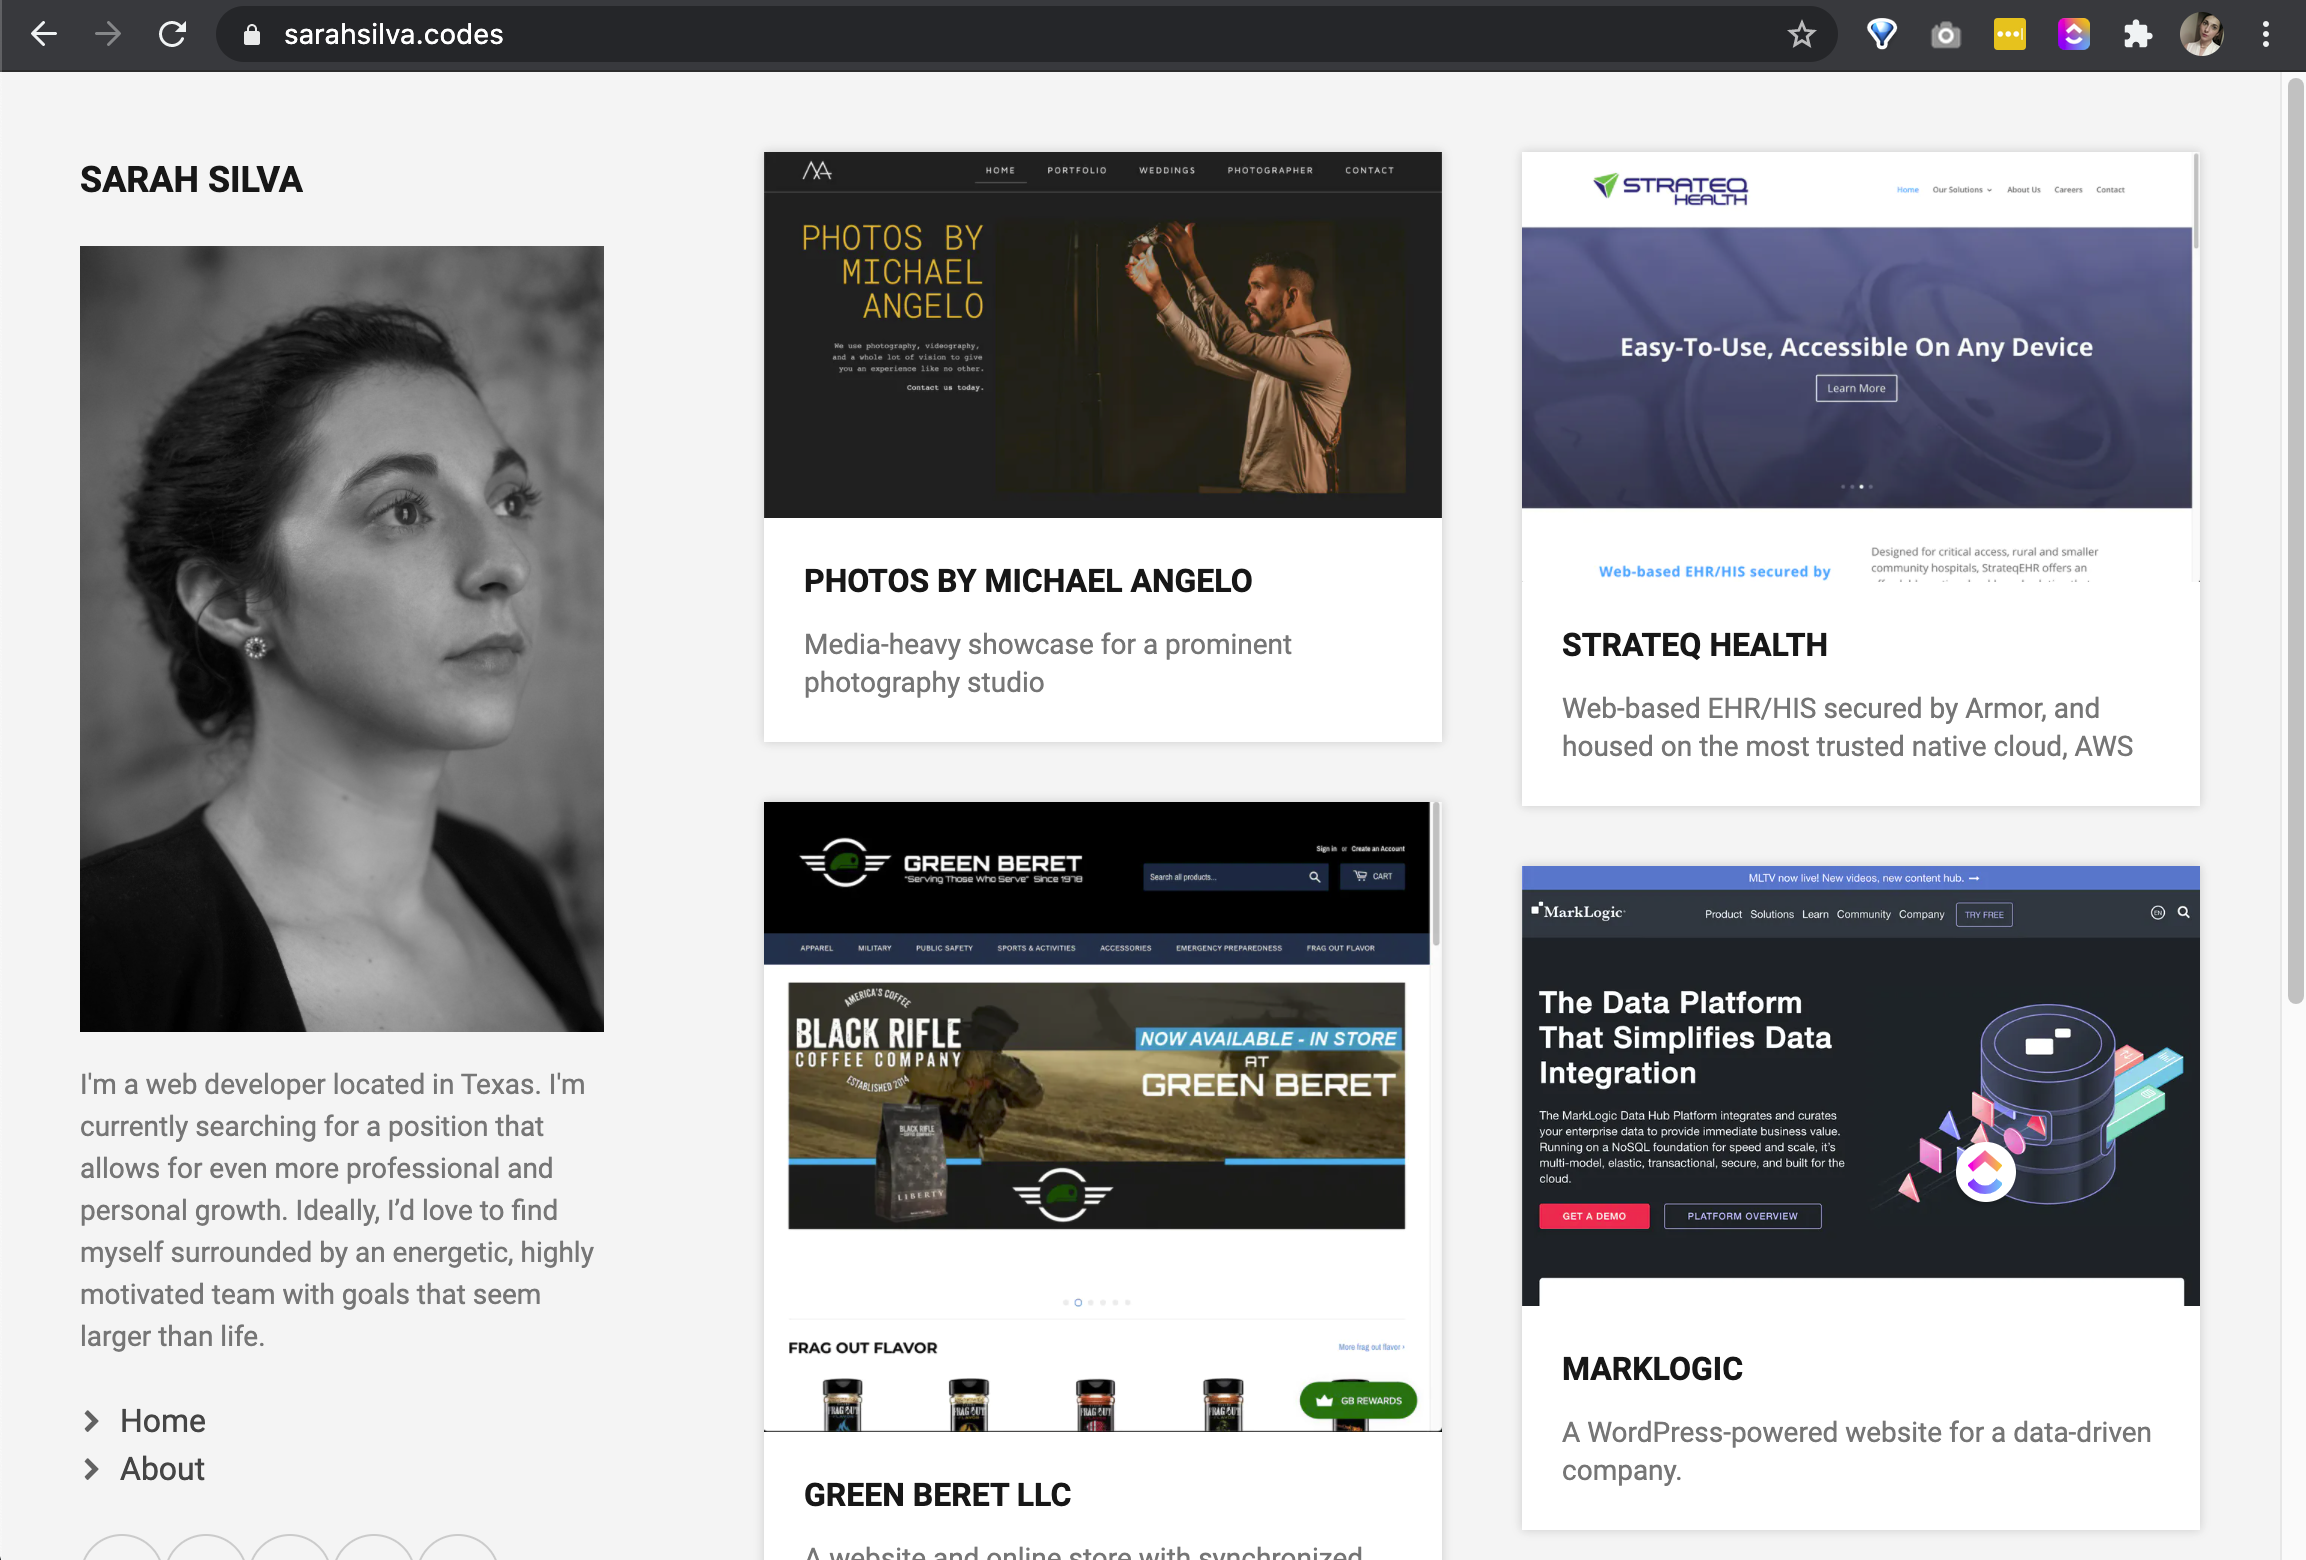 sarahsilva.codes
SARAH SILVA
I'm a web developer located in Texas. I'm
currently searching for a position that
allows for even more professional and
personal growth. Ideally, I’d love to find
myself surrounded by an energetic, highly
motivated team with goals that seem
larger than life.
Home
About
HOME PORTFOLIO WEDDINGS PHOTOGRAPHER CONTACT
PHOTOS BY
MICHAEL
ANGELO
We use photography, videography,
and a whole lot of vision to give
you an experience like no other.
Contact us today.
PHOTOS BY MICHAEL ANGELO
Media-heavy showcase for a prominent
photography studio
GREEN BERET
"Serving Those Who Serve" Since 1978
Sign in or Create an Account
Search all products...
CART
APPAREL MILITARY PUBLIC SAFETY SPORTS & ACTIVITIES ACCESSORIES EMERGENCY PREPAREDNESS FRAG OUT FLAVOR
AMERICA'S COFFEE
BLACK RIFLE
COFFEE COMPANY
ESTABLISHED 2014
NOW AVAILABLE - IN STORE
AT
GREEN BERET
BLACK RIFLE
LIBERTY
FRAG OUT FLAVOR
More frag out flavor ›
FRAG OUT
FRAG OUT
FRAG OUT
FRAG OUT
GB REWARDS
GREEN BERET LLC
A website and online store with synchronized
STRATEQ
HEALTH
Home Our Solutions About Us Careers Contact
Easy-To-Use, Accessible On Any Device
Learn More
Web-based EHR/HIS secured by
Designed for critical access, rural and smaller
community hospitals, StrateqEHR offers an
STRATEQ HEALTH
Web-based EHR/HIS secured by Armor, and
housed on the most trusted native cloud, AWS
MLTV now live! New videos, new content hub. →
MarkLogic
Product Solutions Learn Community Company TRY FREE EN
The Data Platform
That Simplifies Data
Integration
The MarkLogic Data Hub Platform integrates and curates
your enterprise data to provide immediate business value.
Running on a NoSQL foundation for speed and scale, it's
multi-model, elastic, transactional, secure, and built for the
cloud.
GET A DEMO
PLATFORM OVERVIEW
MARKLOGIC
A WordPress-powered website for a data-driven
company.